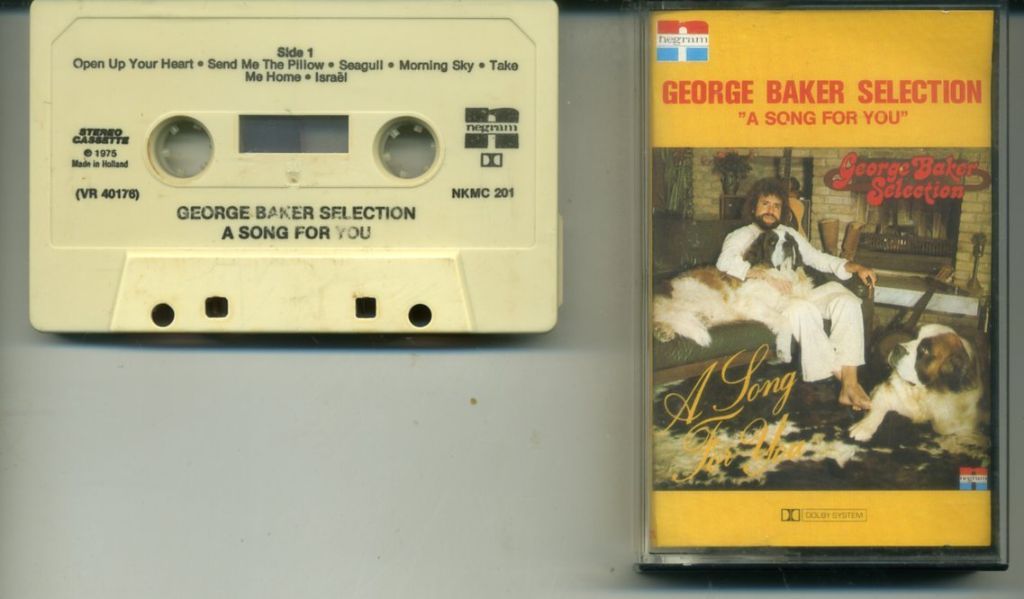 Side 1
Open Up Your Heart • Send Me The Pillow • Seagull • Morning Sky • Take
Me Home • Israël
STEREO
CASSETTE
℗ 1975
Made in Holland
(VR 40176)
negram
NKMC 201
GEORGE BAKER SELECTION
A SONG FOR YOU
negram
GEORGE BAKER SELECTION
"A SONG FOR YOU"
George Baker
Selection
A Song
For You
negram
DOLBY SYSTEM